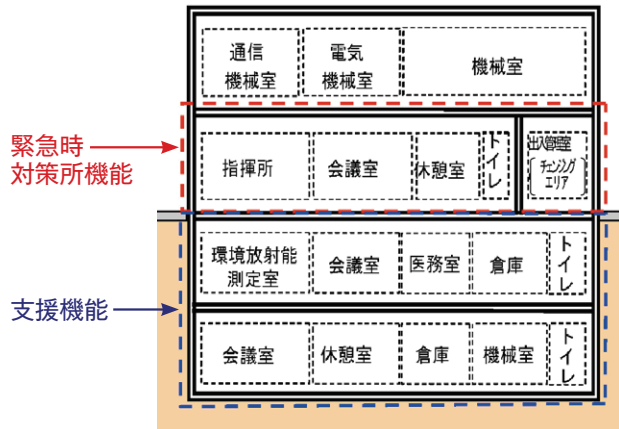 通信
機械室
電気
機械室
機械室
緊急時
対策所機能
指揮所
会議室
休憩室
トイレ
出入管理室
チェンジング
エリア
環境放射能
測定室
会議室
医務室
倉庫
トイレ
支援機能
会議室
休憩室
倉庫
機械室
トイレ